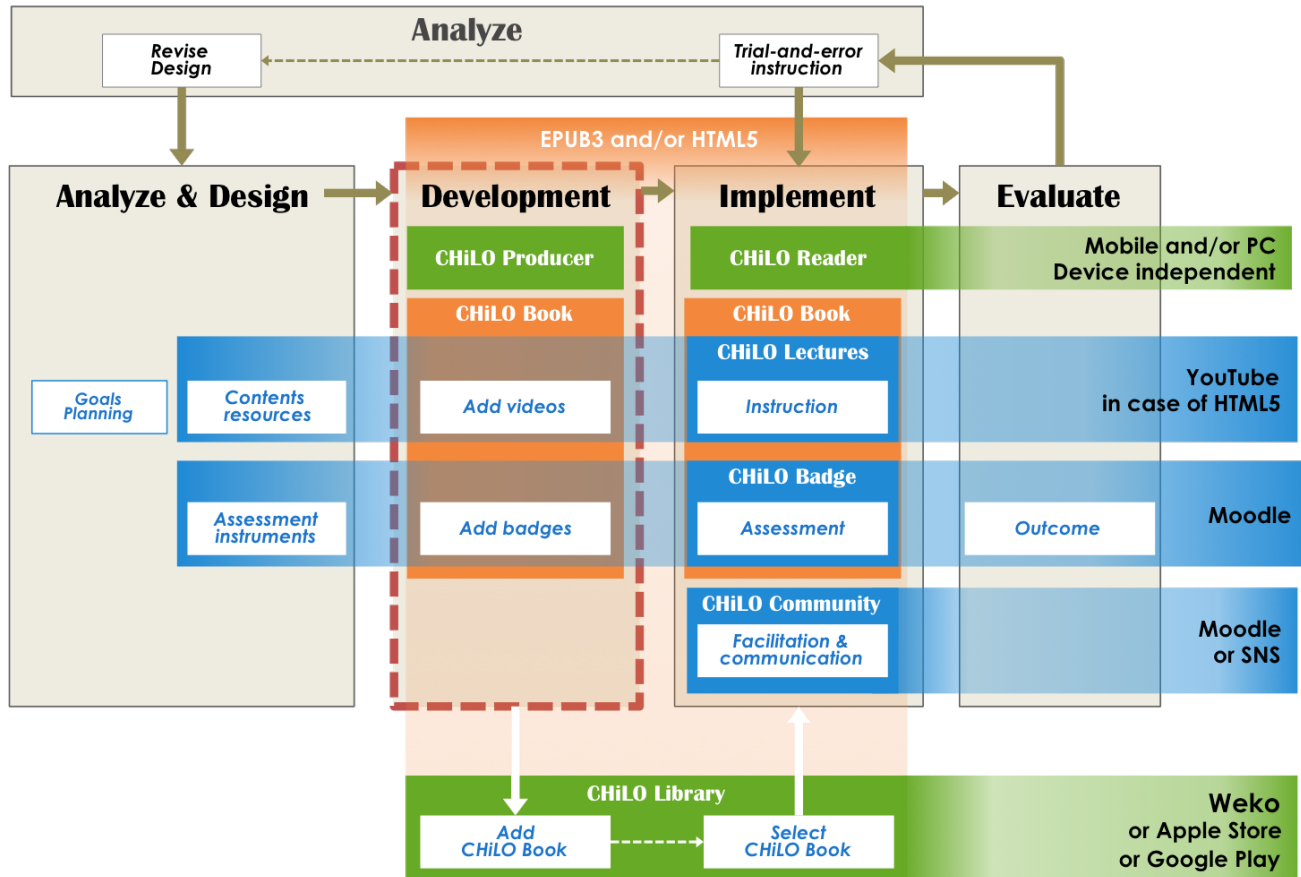 Analyze
Revise
Design
Trial-and-error
instruction
EPUB3 and/or HTML5
Analyze & Design
Development
Implement
Evaluate
CHiLO Producer
CHiLO Reader
Mobile and/or PC
Device independent
CHiLO Book
CHiLO Book
CHiLO Lectures
Goals
Planning
Contents
resources
Add videos
Instruction
YouTube
in case of HTML5
CHiLO Badge
Assessment
instruments
Add badges
Assessment
Outcome
Moodle
CHiLO Community
Facilitation &
communication
Moodle
or SNS
CHiLO Library
Add
CHiLO Book
Select
CHiLO Book
Weko
or Apple Store
or Google Play